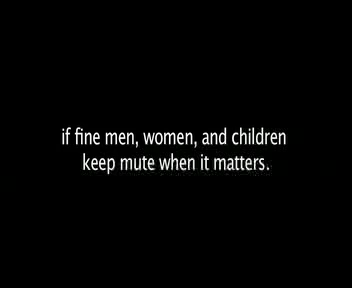 if fine men, women, and children
keep mute when it matters.